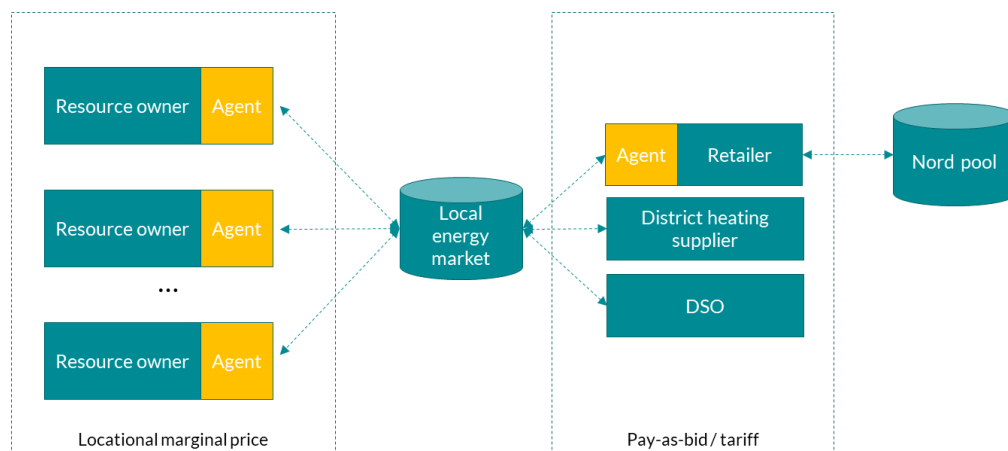 Resource owner
Agent
Resource owner
Agent
...
Resource owner
Agent
Locational marginal price
Local
energy
market
Agent
Retailer
District heating
supplier
DSO
Pay-as-bid / tariff
Nord pool